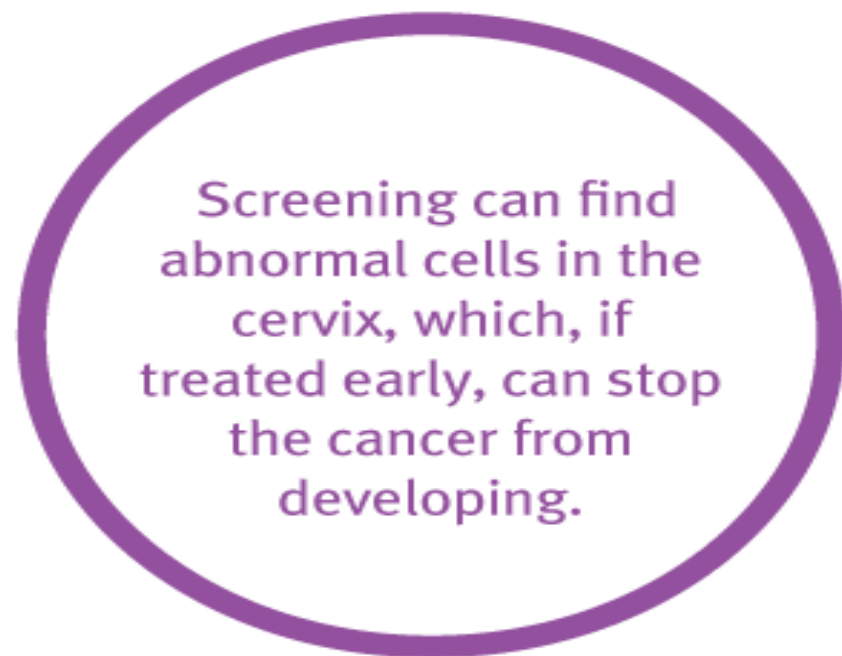 Screening can find
abnormal cells in the
cervix, which, if
treated early, can stop
the cancer from
developing.